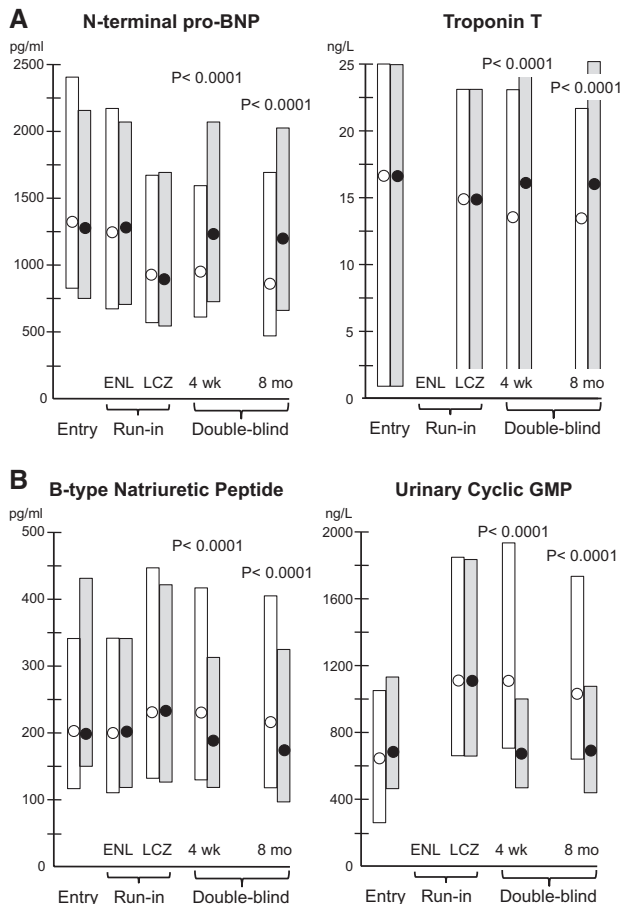 A
N-terminal pro-BNP
Troponin T
pg/ml
2500
2000
1500
1000
500
0
P< 0.0001
P< 0.0001
ENL LCZ 4 wk 8 mo
Entry Run-in Double-blind
ng/L
25
20
15
10
5
0
P< 0.0001
P< 0.0001
ENL LCZ 4 wk 8 mo
Entry Run-in Double-blind
B
B-type Natriuretic Peptide
Urinary Cyclic GMP
pg/ml
500
400
300
200
100
0
P< 0.0001
P< 0.0001
ENL LCZ 4 wk 8 mo
Entry Run-in Double-blind
ng/L
2000
1600
1200
800
400
0
P< 0.0001
P< 0.0001
ENL LCZ 4 wk 8 mo
Entry Run-in Double-blind